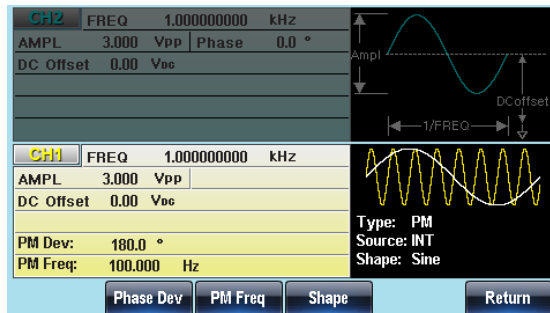 CH2 FREQ 1.000000000 kHz
AMPL 3.000 Vpp Phase 0.0 °
DC Offset 0.00 VDC
Ampl
DCoffset
1/FREQ
CH1 FREQ 1.000000000 kHz
AMPL 3.000 Vpp
DC Offset 0.00 VDC
PM Dev: 180.0 °
PM Freq: 100.000 Hz
Type: PM
Source: INT
Shape: Sine
Phase Dev PM Freq Shape Return